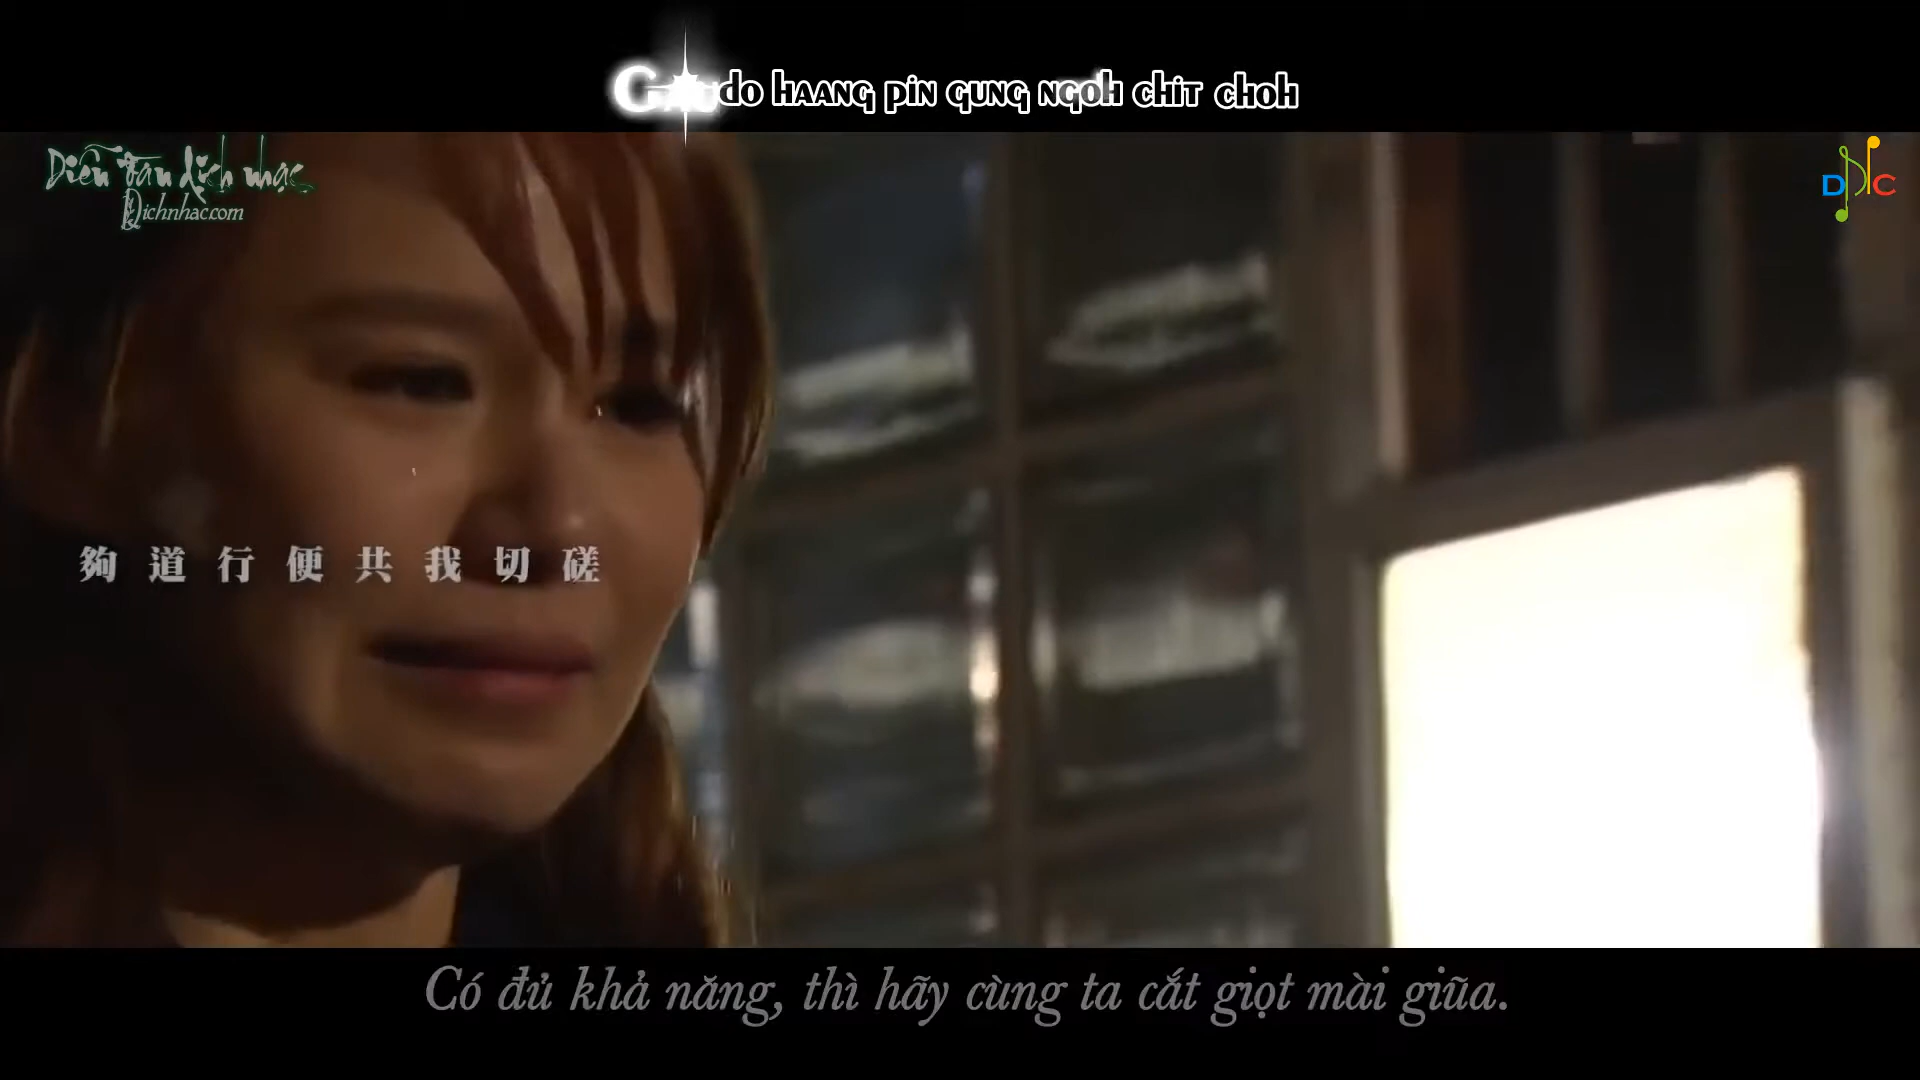 Gau do haang pin gung ngoh chit choh
Diễn đàn dịch nhạc
Dichnhac.com
DNC
夠道行便共我切磋
Có đủ khả năng, thì hãy cùng ta cắt giọt mài giũa.